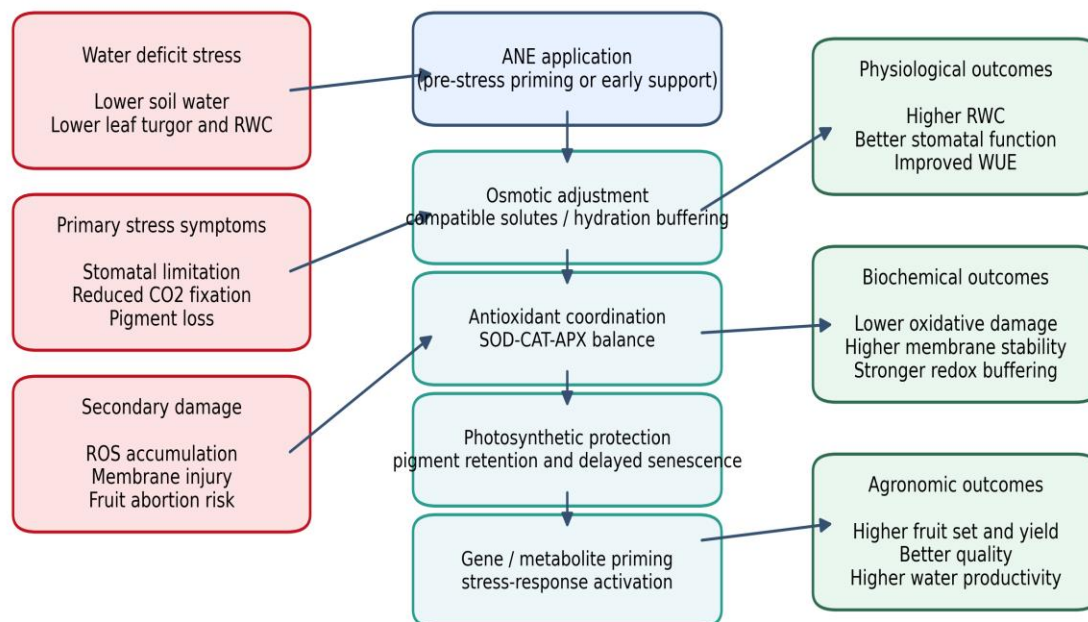 Water deficit stress
Lower soil water
Lower leaf turgor and RWC
Primary stress symptoms
Stomatal limitation
Reduced CO2 fixation
Pigment loss
Secondary damage
ROS accumulation
Membrane injury
Fruit abortion risk
ANE application
(pre-stress priming or early support)
Osmotic adjustment
compatible solutes / hydration buffering
Antioxidant coordination
SOD-CAT-APX balance
Photosynthetic protection
pigment retention and delayed senescence
Gene / metabolite priming
stress-response activation
Physiological outcomes
Higher RWC
Better stomatal function
Improved WUE
Biochemical outcomes
Lower oxidative damage
Higher membrane stability
Stronger redox buffering
Agronomic outcomes
Higher fruit set and yield
Better quality
Higher water productivity